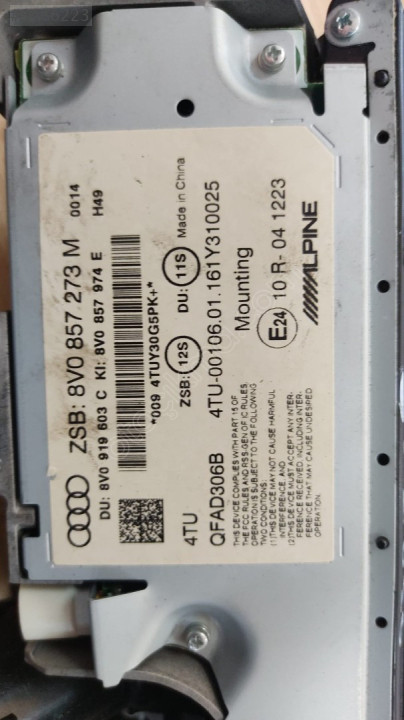 ZSB: 8V0 857 273 M
0014
DU: 8V0 919 603 C KI: 8V0 857 974 E
H49
*009 4TUY30G5PK+*
ZSB: 12S DU: 11S Made in China
4TU
4TU-00106.01.161Y310025
QFAD306B
Mounting
THIS DEVICE COMPLIES WITH PART 15 OF
THE FCC RULES AND RSS-GEN OF IC RULES.
OPERATION IS SUBJECT TO THE FOLLOWING
TWO CONDITIONS:
(1)THIS DEVICE MAY NOT CAUSE HARMFUL
INTERFERENCE AND
(2)THIS DEVICE MUST ACCEPT ANY INTER-
FERENCE RECEIVED, INCLUDING INTER-
FERENCE THAT MAY CAUSE UNDESIRED
OPERATION.
E24 10 R- 04 1223
ALPINE